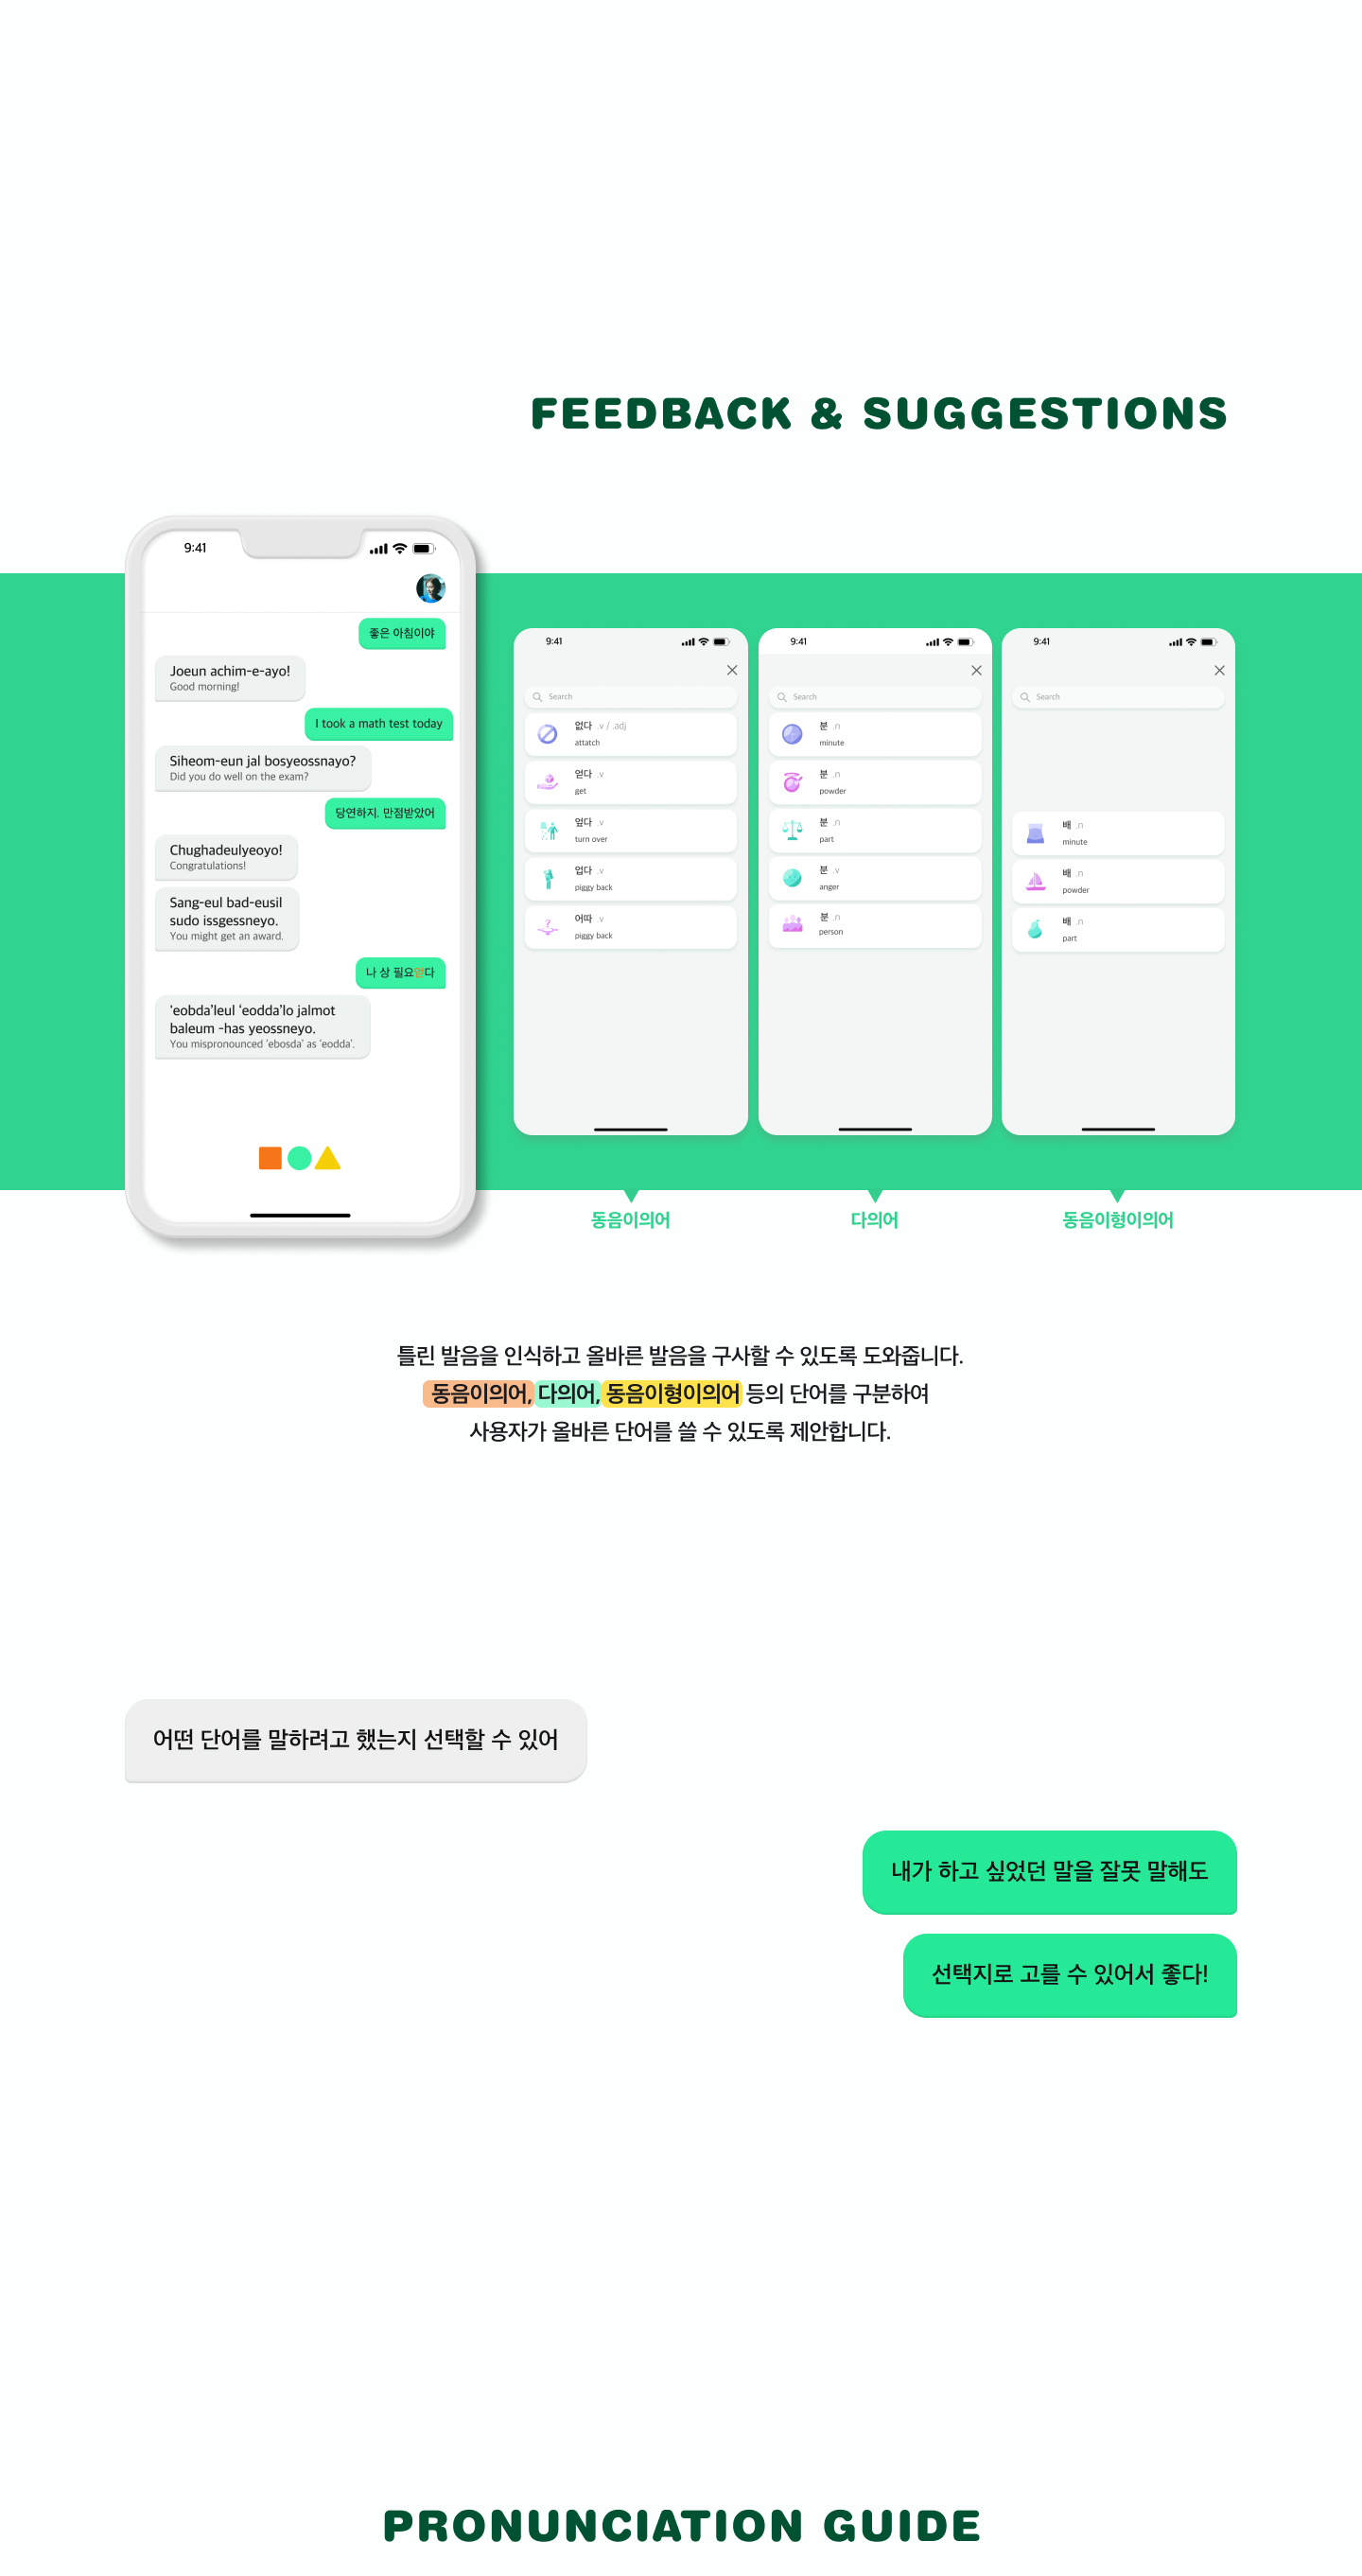 FEEDBACK & SUGGESTIONS
9:41
좋은 아침이야
Joeun achim-e-ayo!
Good morning!
I took a math test today
Siheom-eun jal bosyeossnayo?
Did you do well on the exam?
당연하지. 만점받았어
Chughadeulyeoyo!
Congratulations!
Sang-eul bad-eusil
sudo issgessneyo.
You might get an award.
나 상 필요얻다
'eobda'leul 'eodda'lo jalmot
baleum -has yeossneyo.
You mispronounced 'ebosda' as 'eodda'.
9:41
Search
없다 .v / .adj
attatch
얻다 .v
get
엎다 .v
turn over
업다 .v
piggy back
어따 .v
piggy back
동음이의어
9:41
Search
분 .n
minute
분 .n
powder
분 .n
part
분 .v
anger
분 .n
person
다의어
9:41
Search
배 .n
minute
배 .n
powder
배 .n
part
동음이형이의어
틀린 발음을 인식하고 올바른 발음을 구사할 수 있도록 도와줍니다.
동음이의어, 다의어, 동음이형이의어 등의 단어를 구분하여
사용자가 올바른 단어를 쓸 수 있도록 제안합니다.
어떤 단어를 말하려고 했는지 선택할 수 있어
내가 하고 싶었던 말을 잘못 말해도
선택지로 고를 수 있어서 좋다!
PRONUNCIATION GUIDE